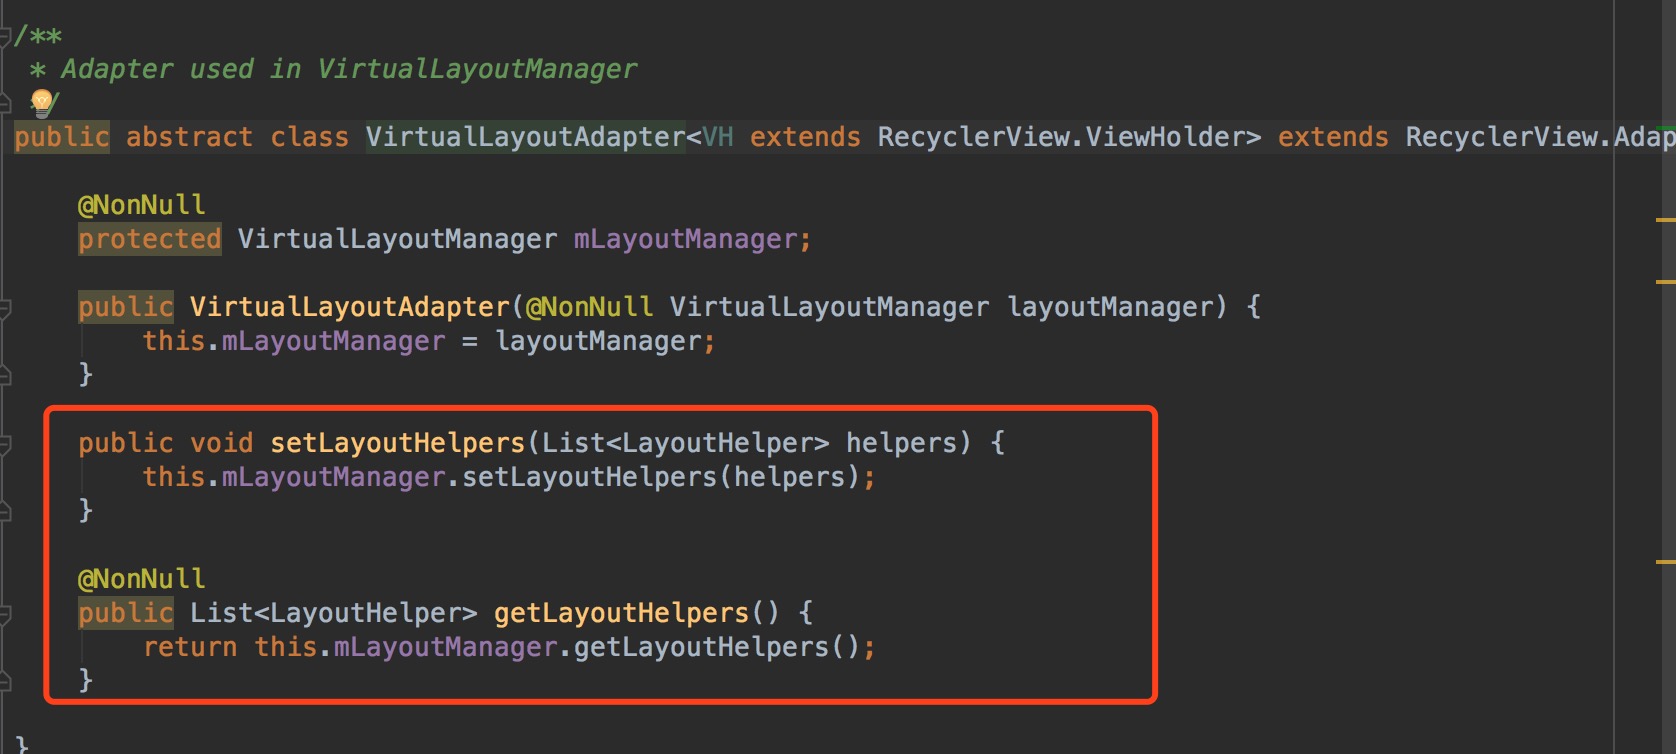 /**
 * Adapter used in VirtualLayoutManager
 */
public abstract class VirtualLayoutAdapter<VH extends RecyclerView.ViewHolder> extends RecyclerView.Adap

    @NonNull
    protected VirtualLayoutManager mLayoutManager;

    public VirtualLayoutAdapter(@NonNull VirtualLayoutManager layoutManager) {
        this.mLayoutManager = layoutManager;
    }

    public void setLayoutHelpers(List<LayoutHelper> helpers) {
        this.mLayoutManager.setLayoutHelpers(helpers);
    }

    @NonNull
    public List<LayoutHelper> getLayoutHelpers() {
        return this.mLayoutManager.getLayoutHelpers();
    }

}